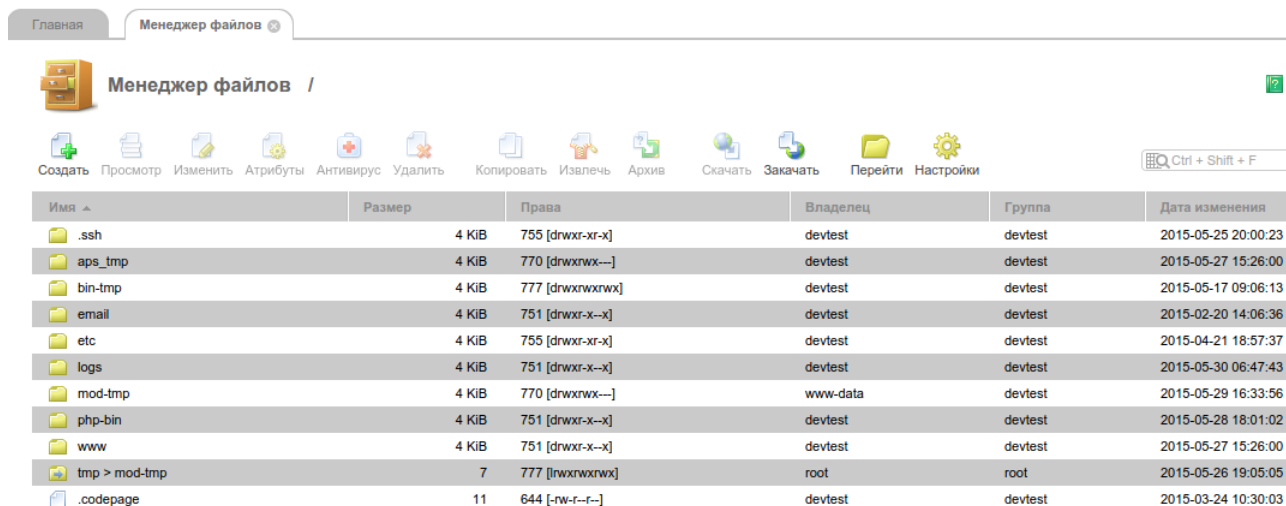 Главная Менеджер файлов
Менеджер файлов /
Создать Просмотр Изменить Атрибуты Антивирус Удалить Копировать Извлечь Архив Скачать Закачать Перейти Настройки Ctrl + Shift + F
Имя Размер Права Владелец Группа Дата изменения
.ssh 4 KiB 755 [drwxr-xr-x] devtest devtest 2015-05-25 20:00:23
aps_tmp 4 KiB 770 [drwxrwx---] devtest devtest 2015-05-27 15:26:00
bin-tmp 4 KiB 777 [drwxrwxrwx] devtest devtest 2015-05-17 09:06:13
email 4 KiB 751 [drwxr-x--x] devtest devtest 2015-02-20 14:06:36
etc 4 KiB 755 [drwxr-xr-x] devtest devtest 2015-04-21 18:57:37
logs 4 KiB 751 [drwxr-x--x] devtest devtest 2015-05-30 06:47:43
mod-tmp 4 KiB 770 [drwxrwx---] www-data devtest 2015-05-29 16:33:56
php-bin 4 KiB 751 [drwxr-x--x] devtest devtest 2015-05-28 18:01:02
www 4 KiB 751 [drwxr-x--x] devtest devtest 2015-05-27 15:26:00
tmp > mod-tmp 7 777 [lrwxrwxrwx] root root 2015-05-26 19:05:05
.codepage 11 644 [-rw-r--r--] devtest devtest 2015-03-24 10:30:03